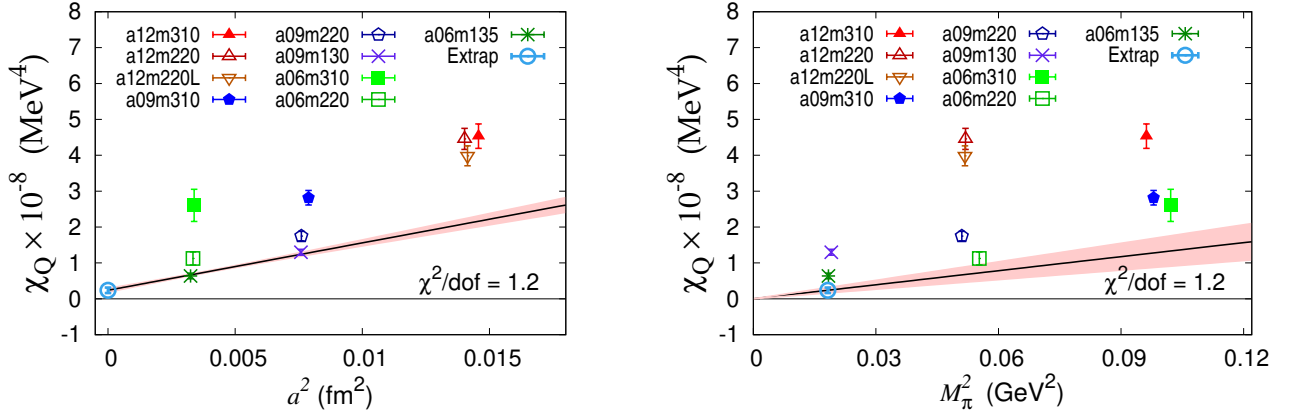 χ_Q × 10^-8 (MeV^4)
8
7
6
5
4
3
2
1
0
-1
a12m310
a12m220
a12m220L
a09m310
a09m220
a09m130
a06m310
a06m220
a06m135
Extrap
χ^2/dof = 1.2
0
0.005
0.01
0.015
a^2 (fm^2)
χ_Q × 10^-8 (MeV^4)
8
7
6
5
4
3
2
1
0
-1
a12m310
a12m220
a12m220L
a09m310
a09m220
a09m130
a06m310
a06m220
a06m135
Extrap
χ^2/dof = 1.2
0
0.03
0.06
0.09
0.12
M_π^2 (GeV^2)